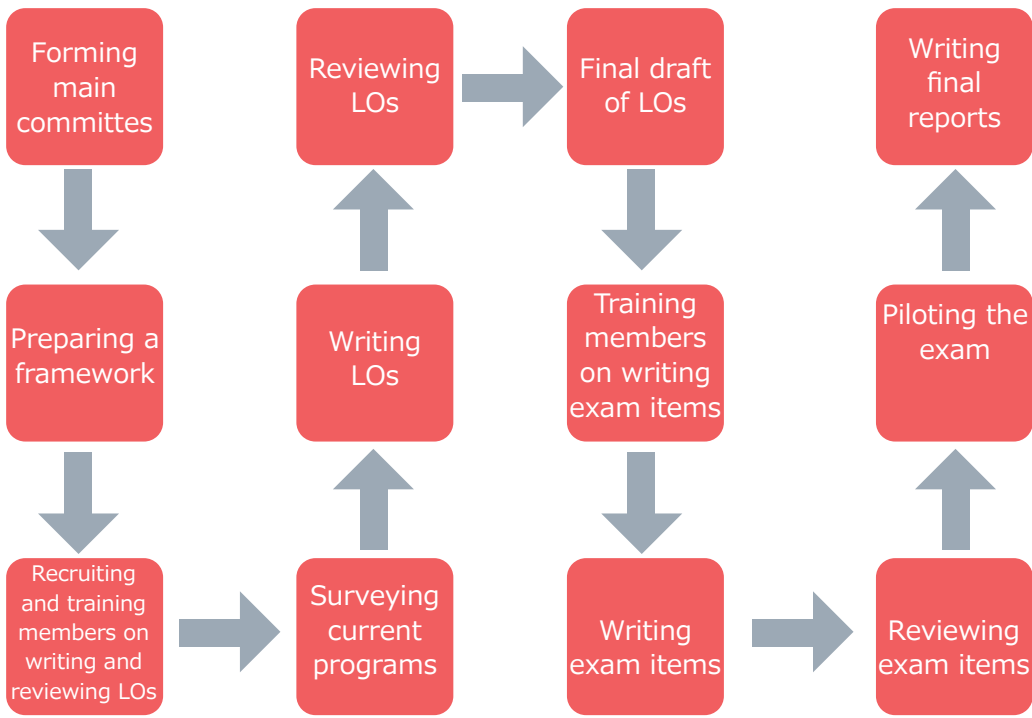 Forming
main
committes
Preparing a
framework
Recruiting
and training
members on
writing and
reviewing LOs
Surveying
current
programs
Writing
LOs
Reviewing
LOs
Final draft
of LOs
Training
members
on writing
exam items
Writing
exam items
Reviewing
exam items
Piloting the
exam
Writing
final
reports